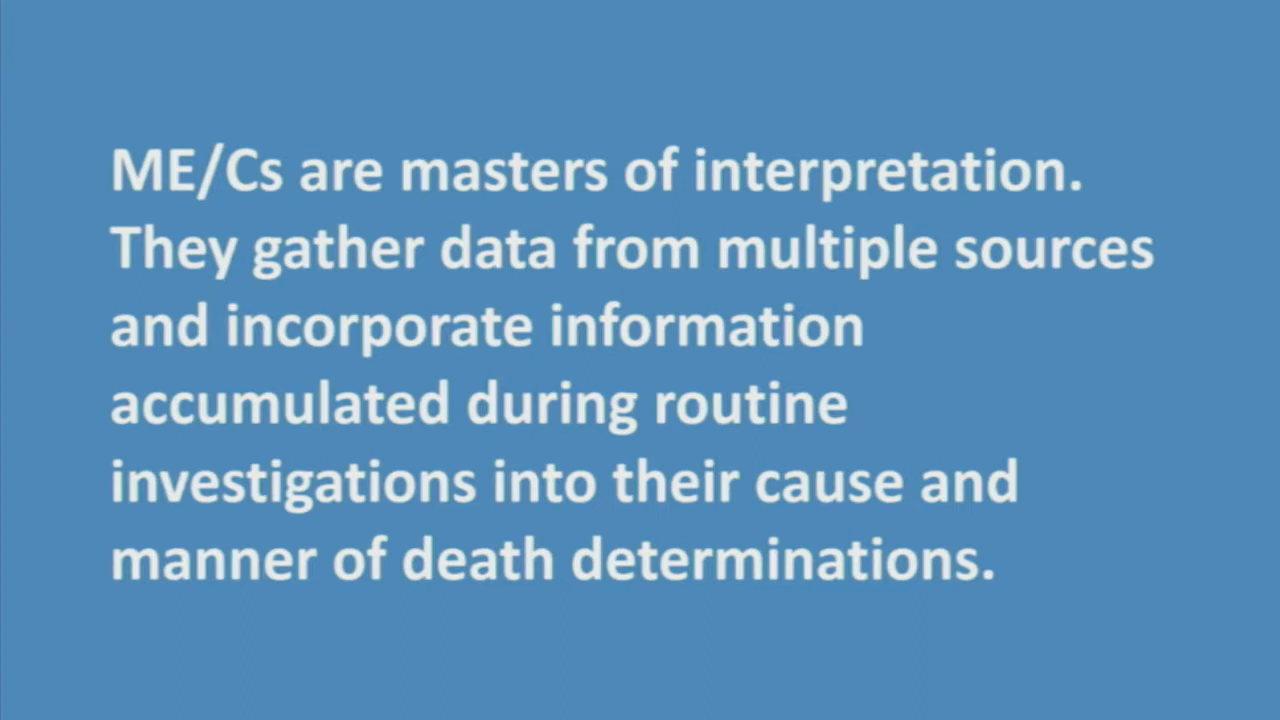 ME/Cs are masters of interpretation.
They gather data from multiple sources
and incorporate information
accumulated during routine
investigations into their cause and
manner of death determinations.